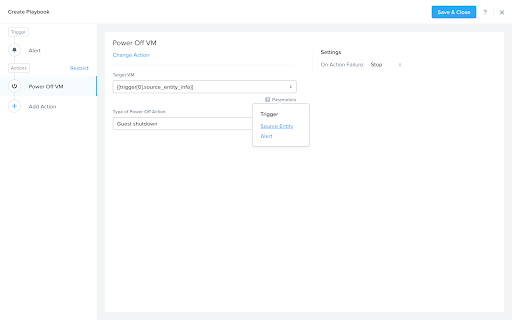 Create Playbook
Save & Close
?
Trigger
Alert
Actions
Restrict
Power Off VM
Add Action
Power Off VM
Change Action
Target VM
{{trigger[0].source_entity_info}}
Parameters
Type of Power Off Action
Guest shutdown
Trigger
Source Entity
Alert
Settings
On Action Failure: Stop